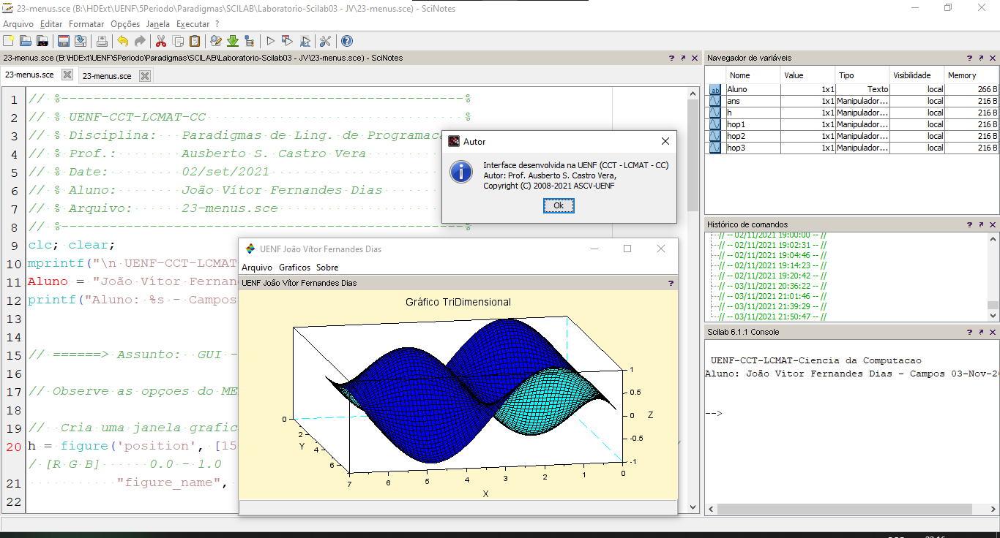 23-menus.sce (B:\HDExt\UENF\5Periodo\Paradigmas\SCILAB\Laboratorio-Scilab03 - JV\23-menus.sce) - SciNotes
Arquivo Editar Formatar Opções Janela Executar ?
23-menus.sce (B:\HDExt\UENF\5Periodo\Paradigmas\SCILAB\Laboratorio-Scilab03 - JV\23-menus.sce) - SciNotes
23-menus.sce 23-menus.sce
1 // %--------------------------------------------------%
2 // % UENF-CCT-LCMAT-CC %
3 // % Disciplina: Paradigmas de Ling. de Programaca
4 // % Prof.: Ausberto S. Castro Vera
5 // % Date: 02/set/2021
6 // % Aluno: João Vítor Fernandes Dias
7 // % Arquivo: 23-menus.sce
8 // %--------------------------------------------------%
9 clc; clear;
10 mprintf("\n UENF-CCT-LCMAT
11 Aluno = "João Vítor Fernan
12 printf("Aluno: %s - Campos
13
14
15 // ======> Assunto: GUI -
16
17 // Observe as opçoes do ME
18
19 // Cria uma janela grafic
20 h = figure('position', [15
/ [R G B] 0.0 - 1.0
21 "figure_name",
22
Autor
Interface desenvolvida na UENF (CCT - LCMAT - CC)
Autor: Prof. Ausberto S. Castro Vera,
Copyright (C) 2008-2021 ASCV-UENF
Ok
UENF João Vítor Fernandes Dias
Arquivo Graficos Sobre
UENF João Vítor Fernandes Dias ?
Gráfico TriDimensional
1
0.5
0 Z
-0.5
-1
0
2
Y 4
6
7 6 5 4 3 2 1 0
X
Navegador de variáveis
Nome Value Tipo Visibilidade Memory
Aluno 1x1 Texto local 266 B
ans 1x1 Manipulador... local 216 B
h 1x1 Manipulador... local 216 B
hop1 1x1 Manipulador... local 216 B
hop2 1x1 Manipulador... local 216 B
hop3 1x1 Manipulador... local 216 B
Histórico de comandos
// -- 02/11/2021 19:00:00 -- //
// -- 02/11/2021 19:02:31 -- //
// -- 02/11/2021 19:04:46 -- //
// -- 02/11/2021 19:14:23 -- //
// -- 02/11/2021 19:20:42 -- //
// -- 03/11/2021 20:36:22 -- //
// -- 03/11/2021 21:01:46 -- //
// -- 03/11/2021 21:39:29 -- //
// -- 03/11/2021 21:50:47 -- //
Scilab 6.1.1 Console
UENF-CCT-LCMAT-Ciencia da Computacao
Aluno: João Vítor Fernandes Dias - Campos 03-Nov-20
-->